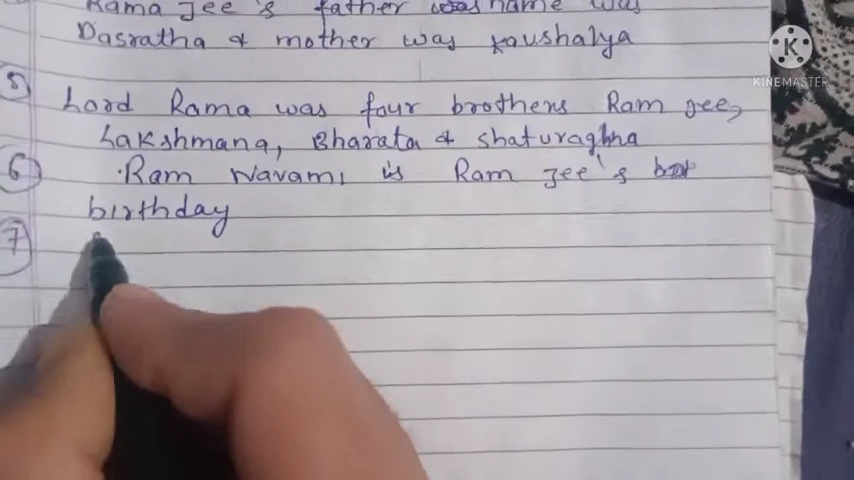 Rama Jee's father was name was
Dasratha & mother was Kaushalya
K
KINEMASTER
5
Lord Rama was four brothers Ram Jee,
Lakshmana, Bharata & Shaturaghna
6
Ram Navami is Ram Jee's
birthday
7